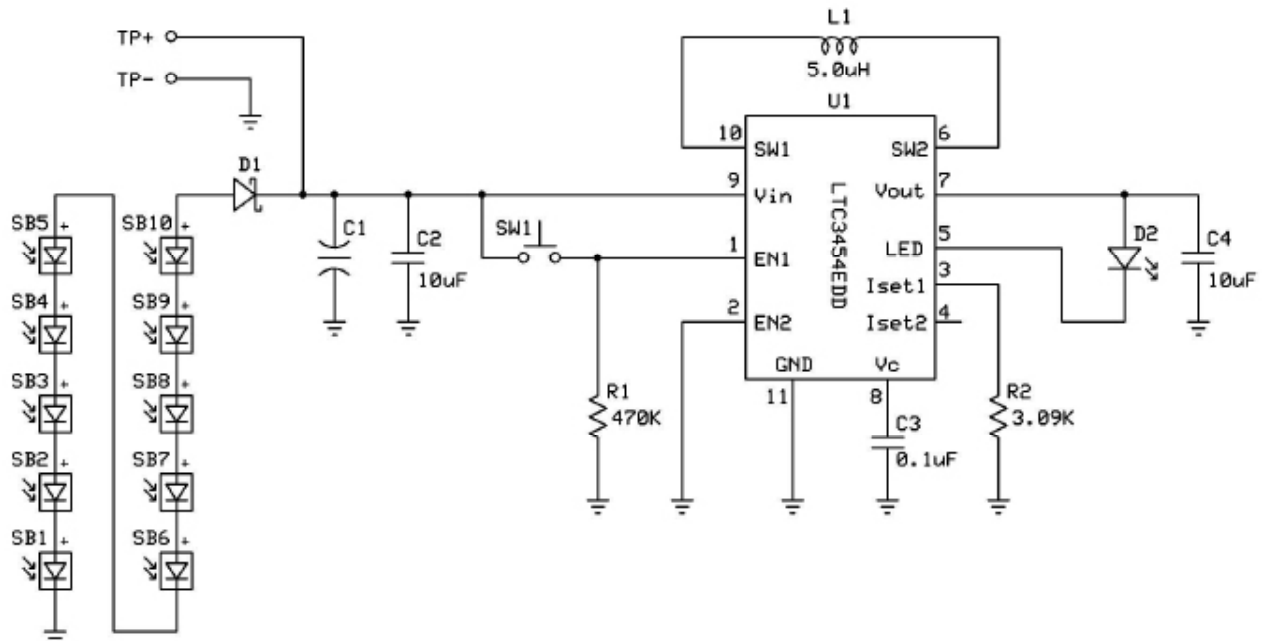 TP+
TP-
L1
5.0uH
U1
10
SW1
SW2
6
D1
9
Vin
Vout
7
SB5 +
SB10 +
C1
C2
10uF
SW1
1
EN1
LTC3454EDD
LED
5
D2
C4
10uF
Iset1
3
SB4 +
SB9 +
2
EN2
Iset2
4
GND
Vc
11
8
SB3 +
SB8 +
R1
470K
R2
3.09K
C3
0.1uF
SB2 +
SB7 +
SB1 +
SB6 +